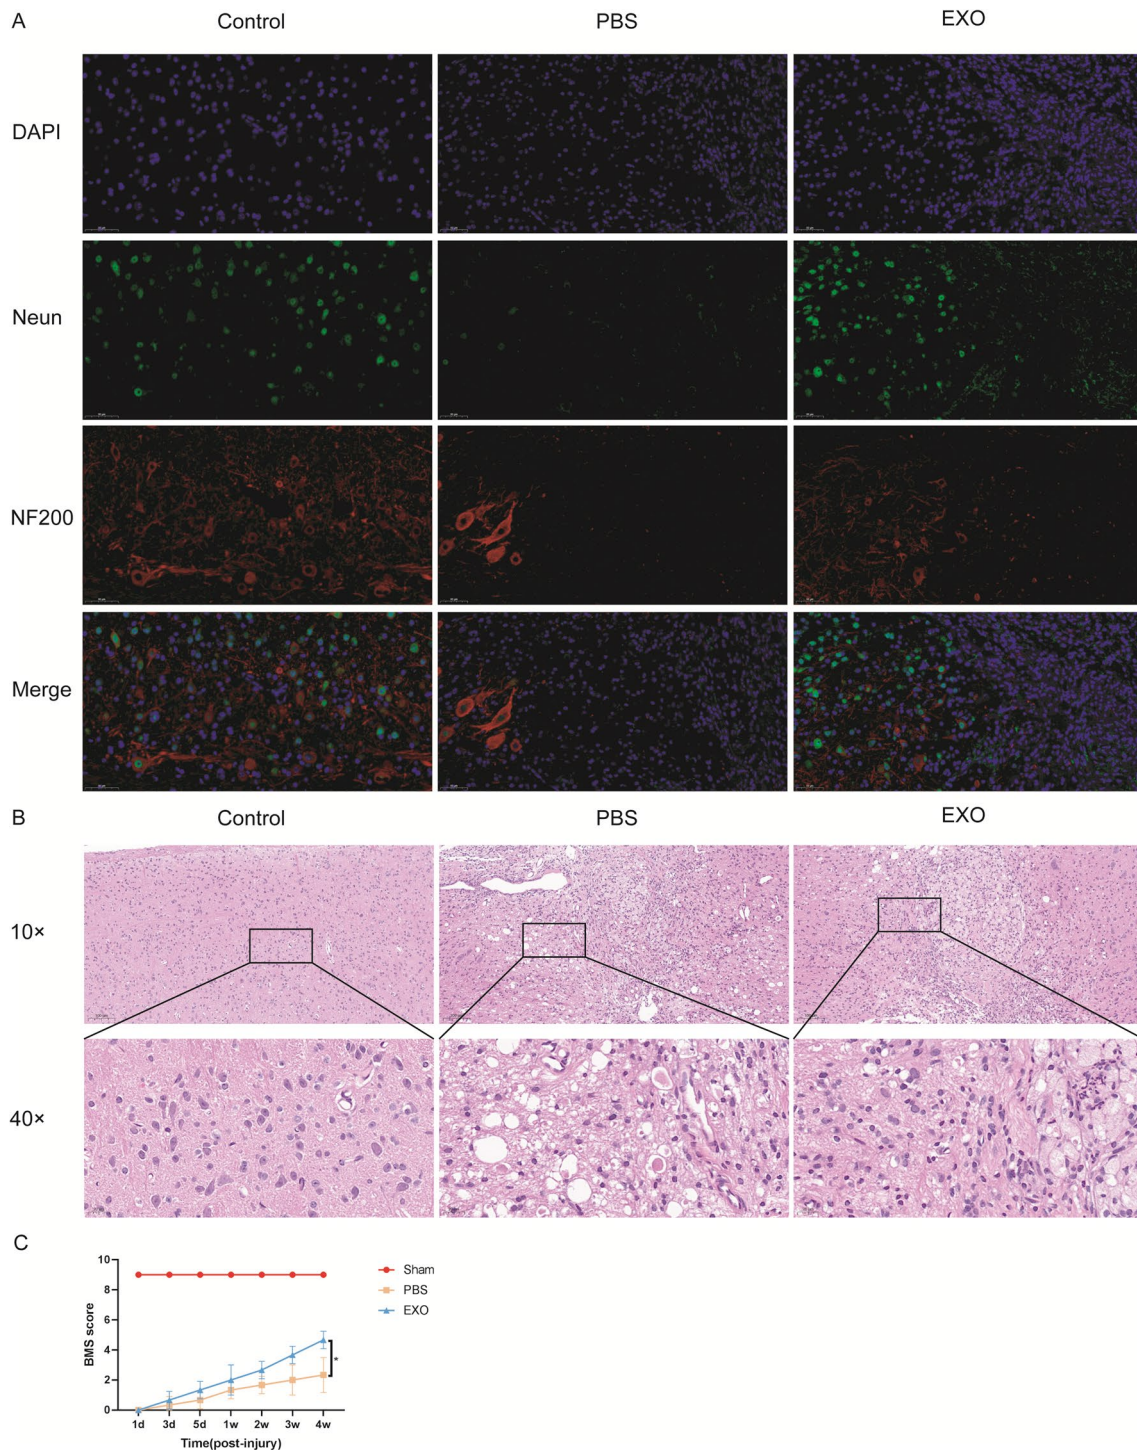 A
Control PBS EXO
DAPI
Neun
NF200
Merge
B
Control PBS EXO
10×
40×
C
10
8
6
4
2
0
BMS score
Sham
PBS
EXO
*
1d 3d 5d 1w 2w 3w 4w
Time(post-injury)